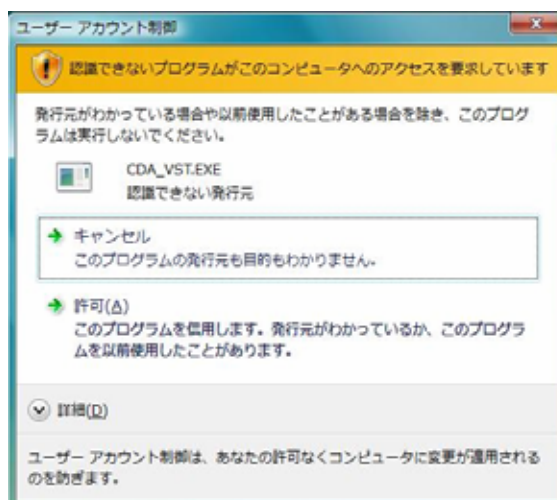 ユーザー アカウント制御
認識できないプログラムがこのコンピュータへのアクセスを要求しています
発行元がわかっている場合や以前使用したことがある場合を除き、このプログ
ラムは実行しないでください。
CDA_VST.EXE
認識できない発行元
キャンセル
このプログラムの発行元も目的もわかりません。
許可(A)
このプログラムを信用します。発行元がわかっているか、このプログラ
ムを以前使用したことがあります。
詳細(D)
ユーザー アカウント制御は、あなたの許可なくコンピュータに変更が適用される
のを防ぎます。